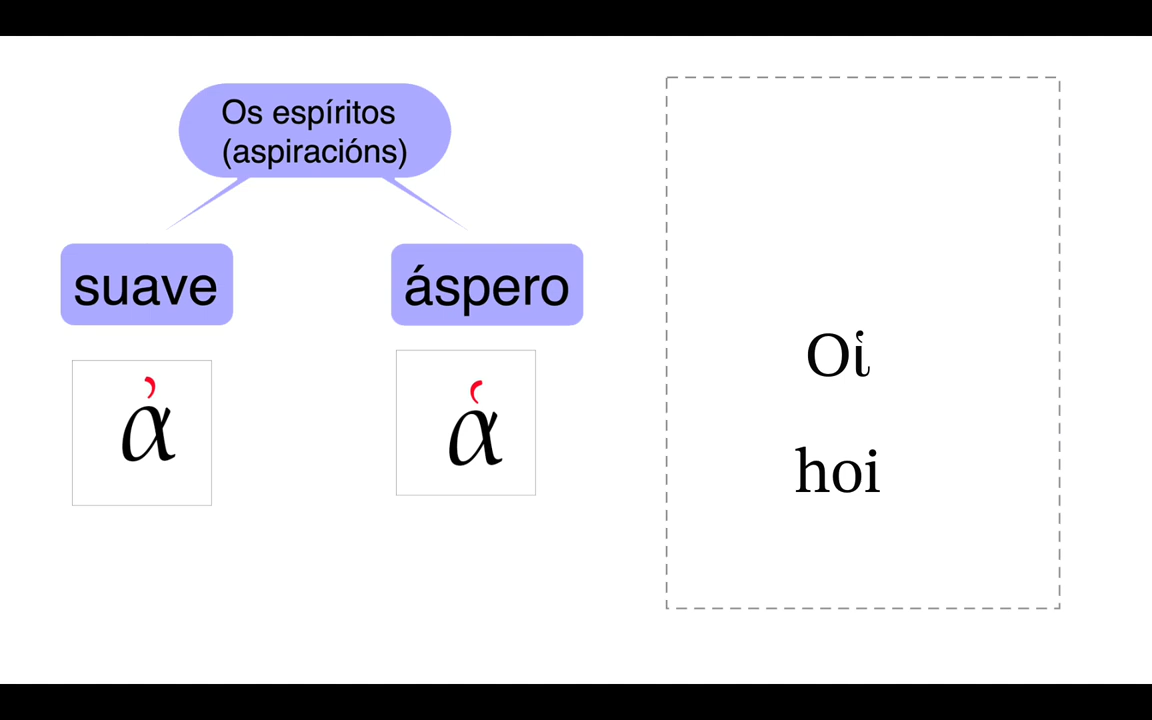 Os espíritos
(aspiracións)
suave
áspero
ἀ
ἁ
Οἱ
hoi